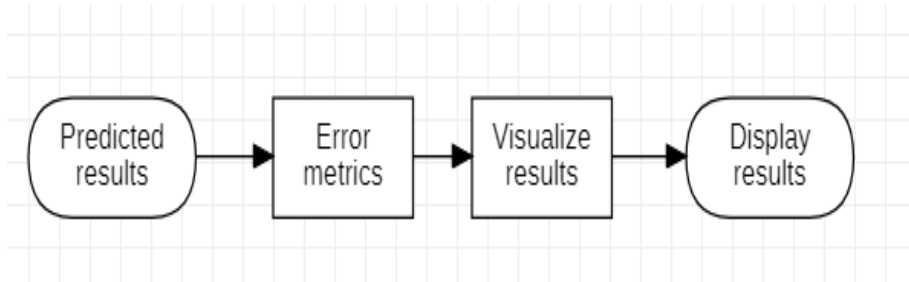 Predicted
results
Error
metrics
Visualize
results
Display
results